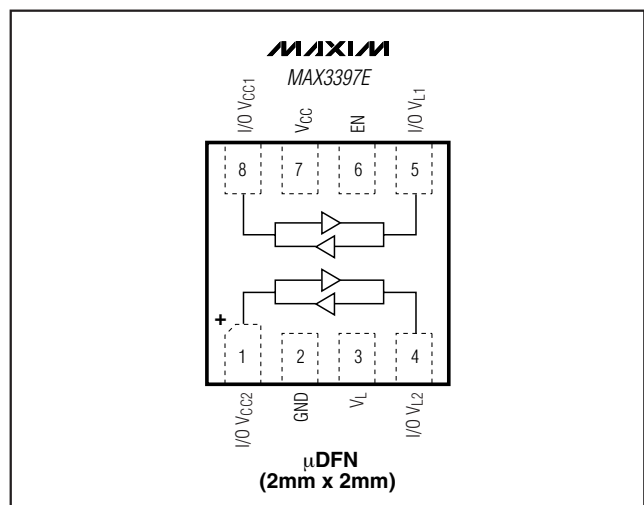 MAXIM
MAX3397E
I/O VCC1
VCC
EN
I/O VL1
8
7
6
5
+
1
2
3
4
I/O VCC2
GND
VL
I/O VL2
μDFN
(2mm x 2mm)